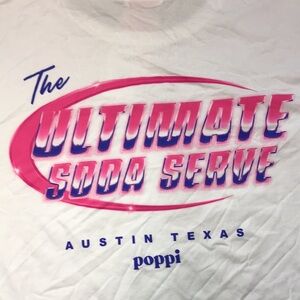 The
ULTIMATE
SODA SERVE
AUSTIN TEXAS
poppi